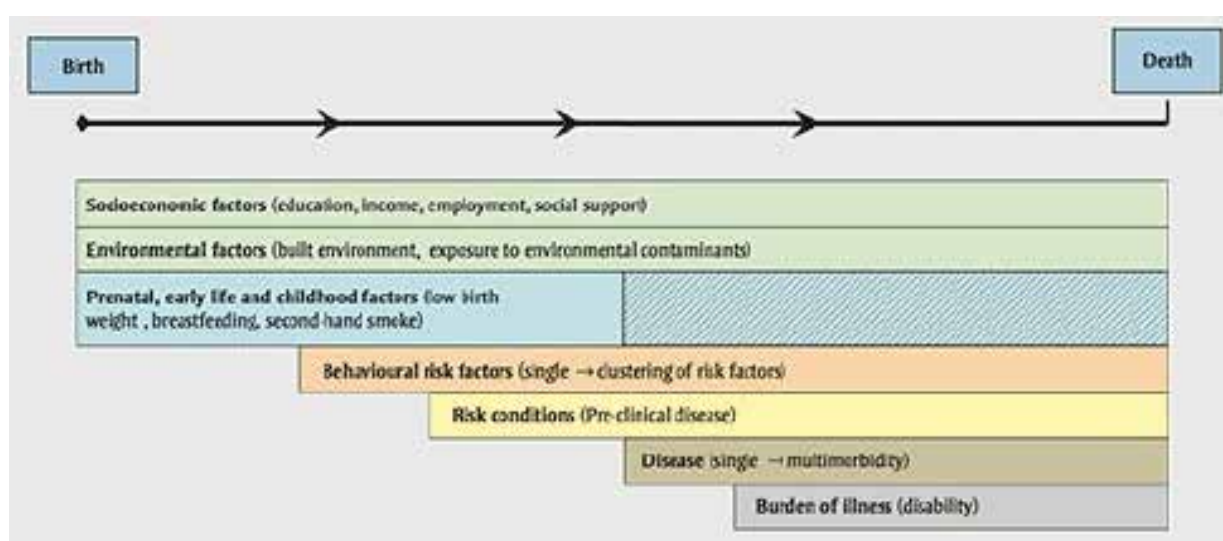 Birth
Death
Socioeconomic factors (education, income, employment, social support)
Environmental factors (built environment, exposure to environmental contaminants)
Prenatal, early life and childhood factors (low birth
weight , breastfeeding, second-hand smoke)
Behavioural risk factors (single → clustering of risk factors)
Risk conditions (Pre-clinical disease)
Disease (single → multimorbidity)
Burden of illness (disability)